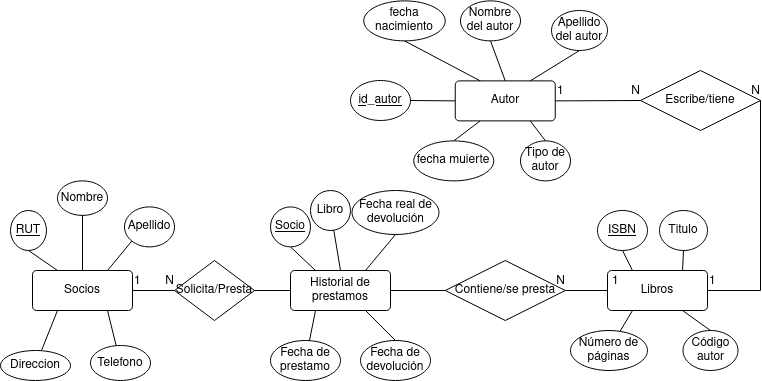 fecha
nacimiento
Nombre
del autor
Apellido
del autor
id_autor
Autor
1
N
Escribe/tiene
N
fecha muierte
Tipo de
autor
RUT
Nombre
Apellido
Socio
Libro
Fecha real de
devolución
ISBN
Titulo
Socios
1
N
Solicita/Presta
Historial de
prestamos
Contiene/se presta
N
1
Libros
1
Direccion
Telefono
Fecha de
prestamo
Fecha de
devolución
Número de
páginas
Código
autor